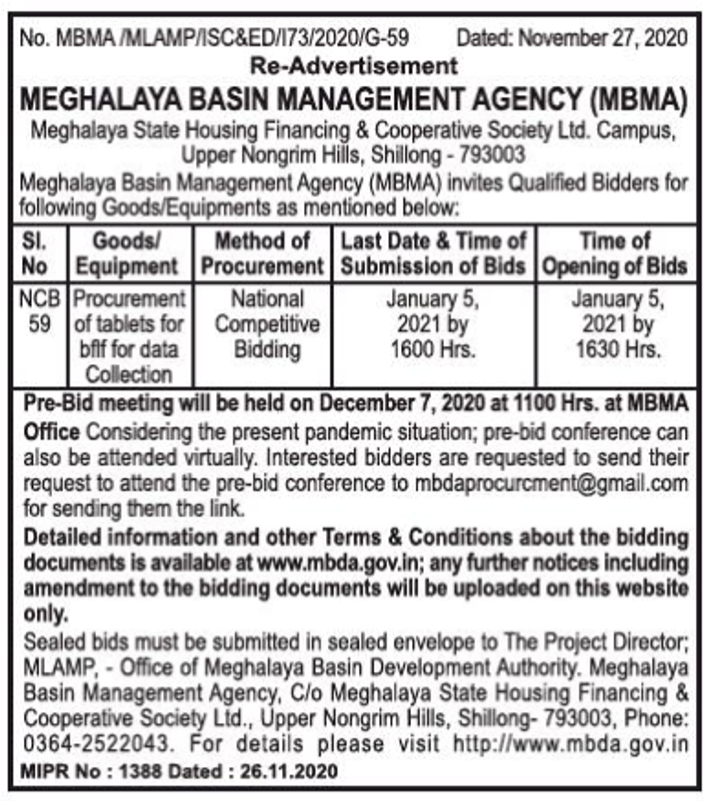 No. MBMA /MLAMP/ISC&ED/I73/2020/G-59 Dated: November 27, 2020
Re-Advertisement
MEGHALAYA BASIN MANAGEMENT AGENCY (MBMA)
Meghalaya State Housing Financing & Cooperative Society Ltd. Campus,
Upper Nongrim Hills, Shillong - 793003
Meghalaya Basin Management Agency (MBMA) invites Qualified Bidders for
following Goods/Equipments as mentioned below:
Sl. Goods/ Method of Last Date & Time of Time of
No Equipment Procurement Submission of Bids Opening of Bids
NCB Procurement National January 5, January 5,
59 of tablets for Competitive 2021 by 2021 by
bflf for data Bidding 1600 Hrs. 1630 Hrs.
Collection
Pre-Bid meeting will be held on December 7, 2020 at 1100 Hrs. at MBMA
Office Considering the present pandemic situation; pre-bid conference can
also be attended virtually. Interested bidders are requested to send their
request to attend the pre-bid conference to mbdaprocurcment@gmail.com
for sending them the link.
Detailed information and other Terms & Conditions about the bidding
documents is available at www.mbda.gov.in; any further notices including
amendment to the bidding documents will be uploaded on this website
only.
Sealed bids must be submitted in sealed envelope to The Project Director;
MLAMP, - Office of Meghalaya Basin Development Authority. Meghalaya
Basin Management Agency, C/o Meghalaya State Housing Financing &
Cooperative Society Ltd., Upper Nongrim Hills, Shillong- 793003, Phone:
0364-2522043. For details please visit http://www.mbda.gov.in
MIPR No : 1388 Dated : 26.11.2020